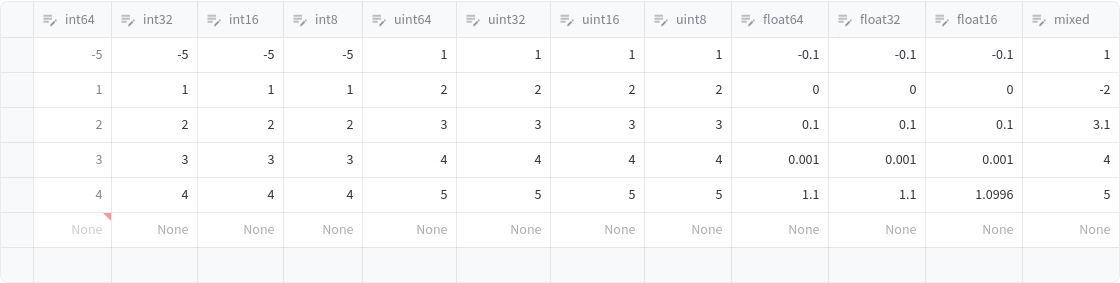 int64 int32 int16 int8 uint64 uint32 uint16 uint8 float64 float32 float16 mixed
-5 -5 -5 -5 1 1 1 1 -0.1 -0.1 -0.1 1
1 1 1 1 2 2 2 2 0 0 0 -2
2 2 2 2 3 3 3 3 0.1 0.1 0.1 3.1
3 3 3 3 4 4 4 4 0.001 0.001 0.001 4
4 4 4 4 5 5 5 5 1.1 1.1 1.0996 5
None None None None None None None None None None None None